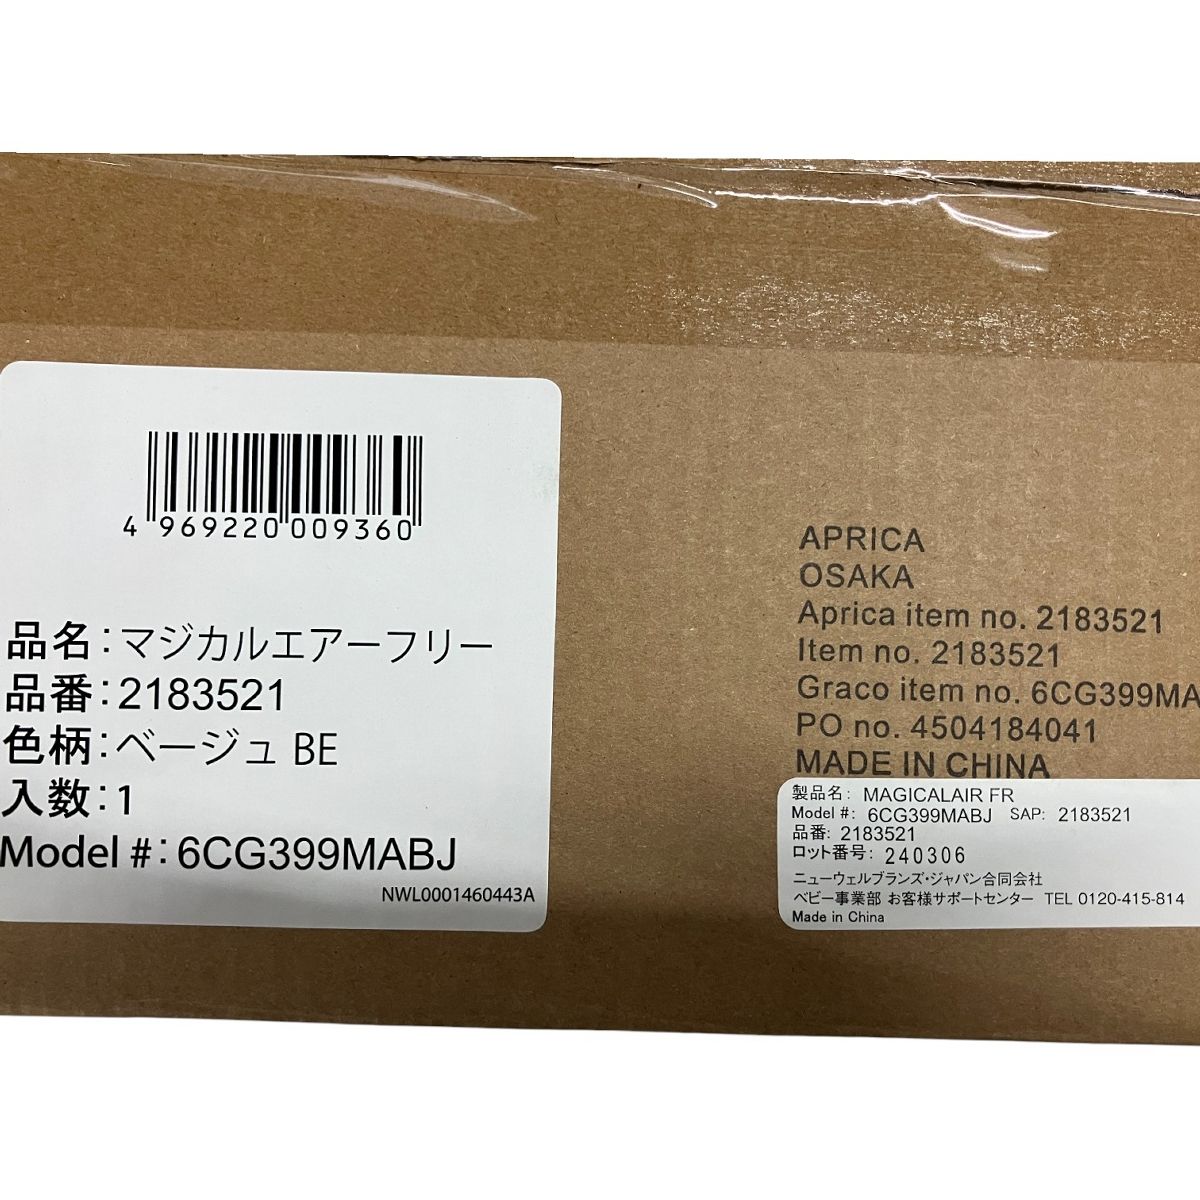 4 969220 009360
品名:マジカルエアーフリー
品番:2183521
色柄:ベージュ BE
入数:1
Model #:6CG399MABJ
NWL0001460443A
APRICA
OSAKA
Aprica item no. 2183521
Item no. 2183521
Graco item no. 6CG399MA
PO no. 4504184041
MADE IN CHINA
製品名: MAGICALAIR FR
Model #: 6CG399MABJ SAP: 2183521
品番: 2183521
ロット番号: 240306
ニューウェルブランズ・ジャパン合同会社
ベビー事業部 お客様サポートセンター TEL 0120-415-814
Made in China